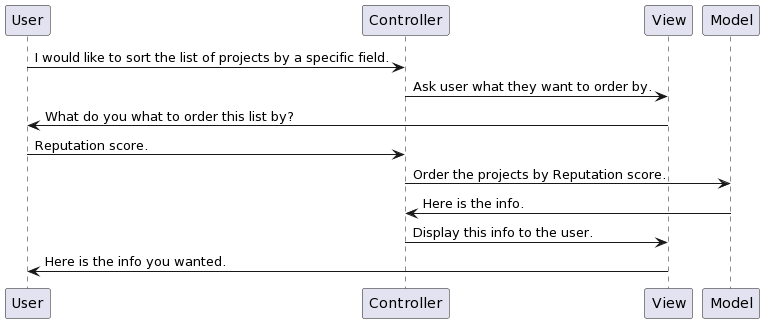 User Controller View Model
I would like to sort the list of projects by a specific field.
Ask user what they want to order by.
What do you what to order this list by?
Reputation score.
Order the projects by Reputation score.
Here is the info.
Display this info to the user.
Here is the info you wanted.
User Controller View Model